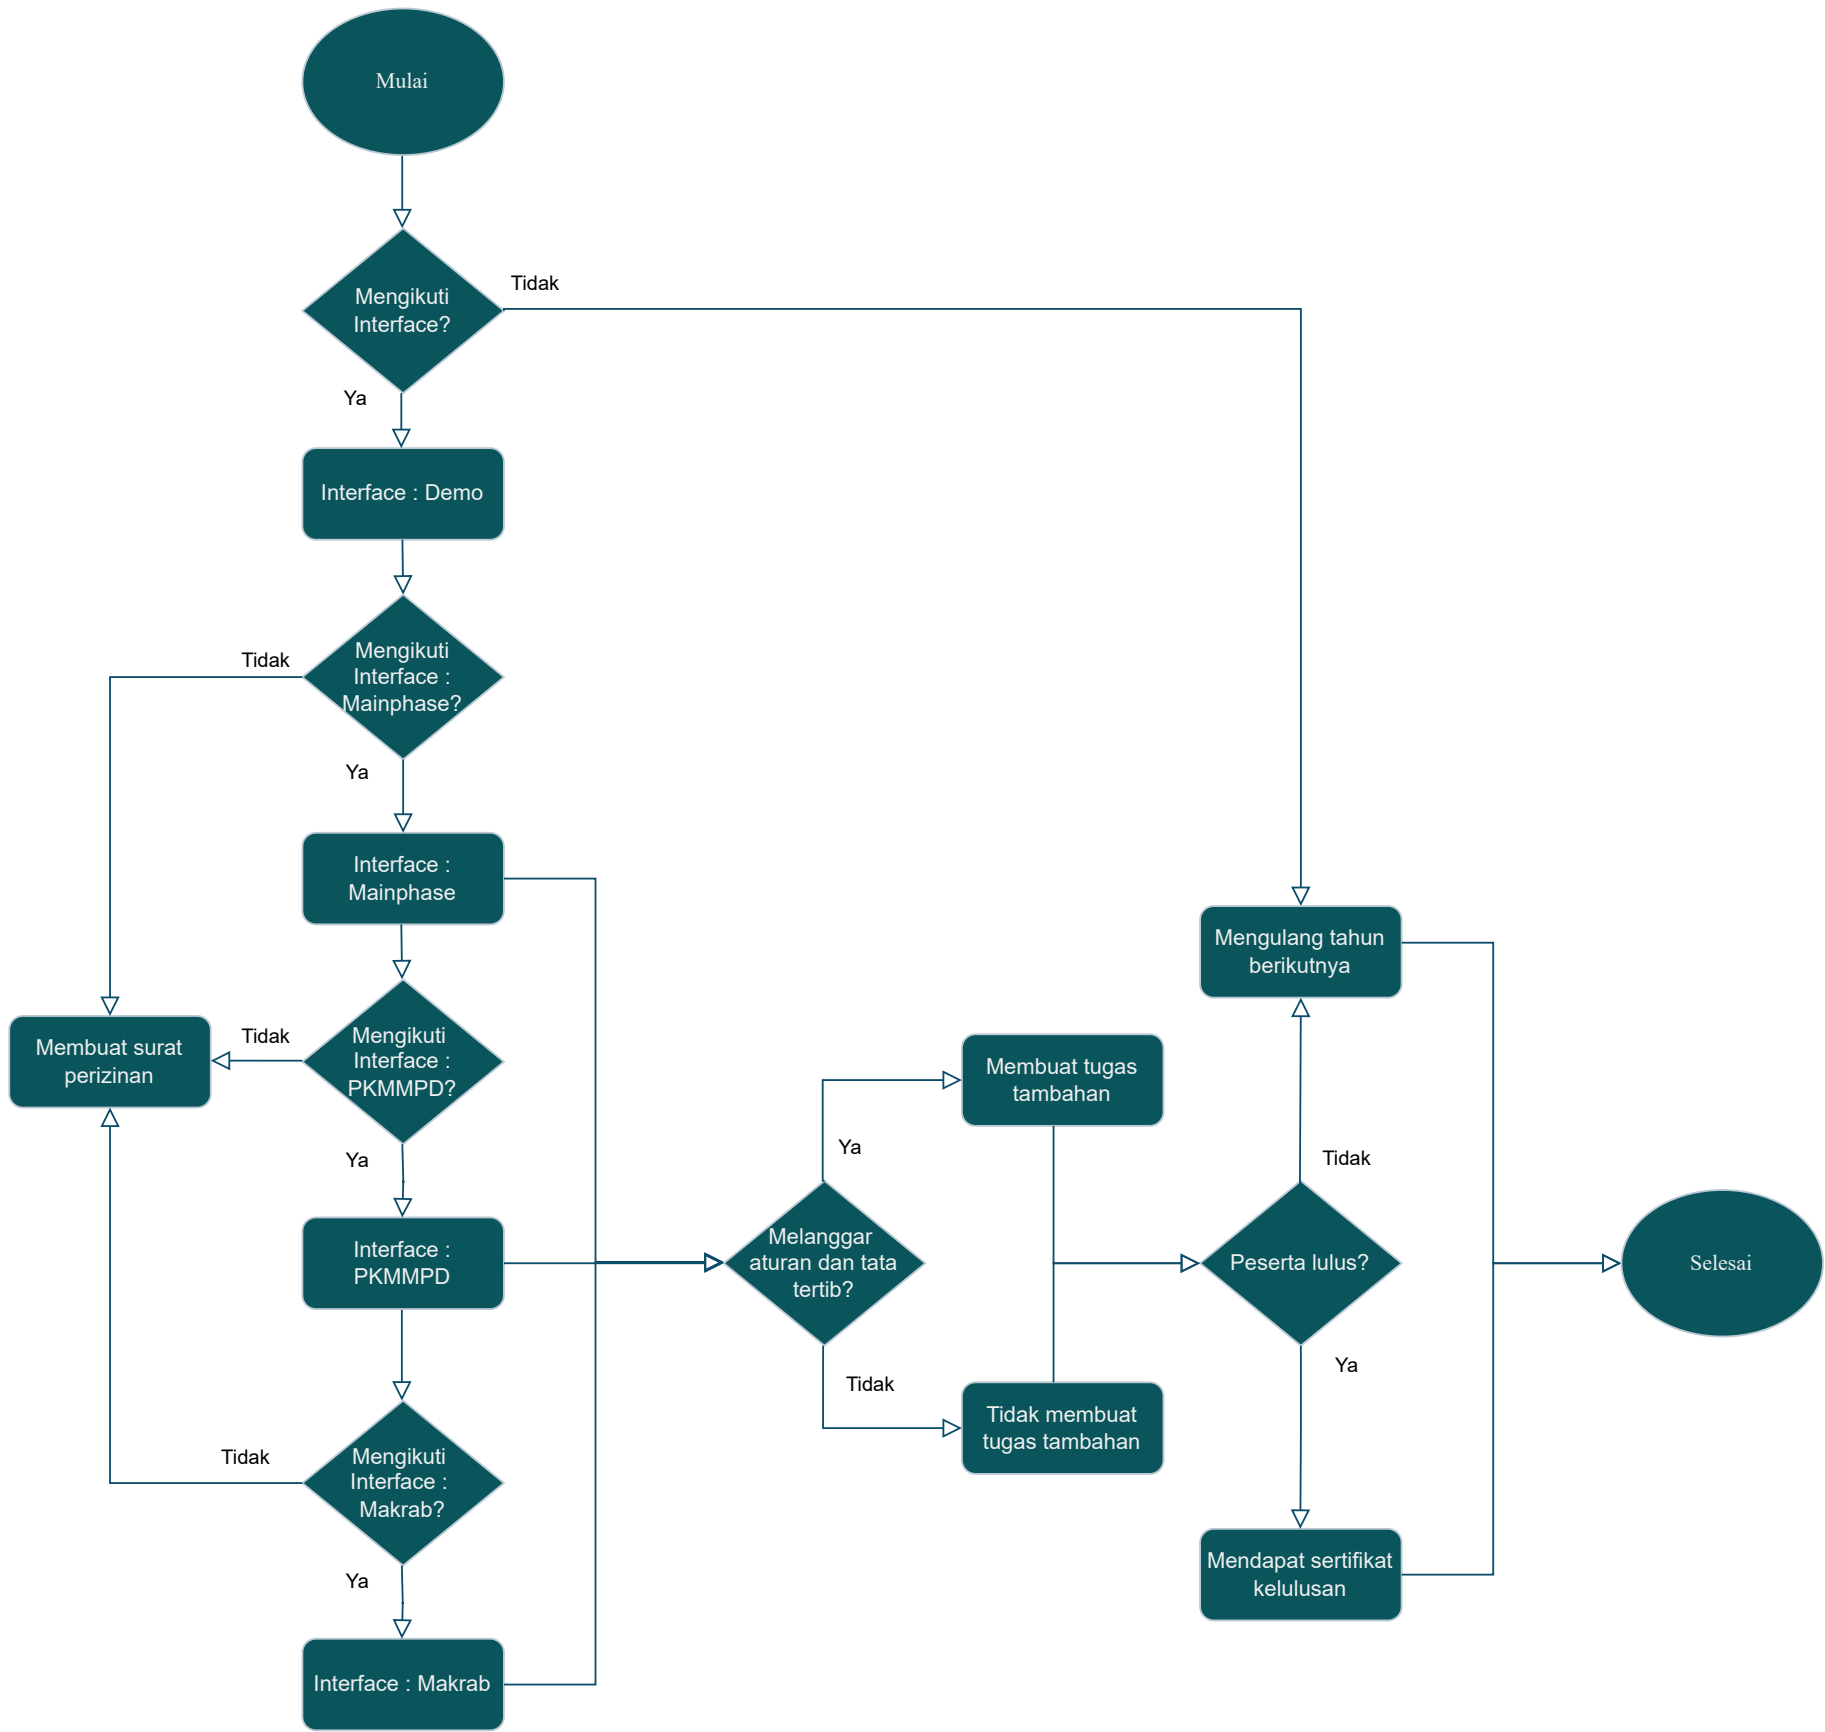 Mulai
Mengikuti
Interface?
Tidak
Ya
Interface : Demo
Mengikuti
Interface :
Mainphase?
Tidak
Ya
Interface :
Mainphase
Mengikuti
Interface :
PKMMPD?
Tidak
Membuat surat
perizinan
Ya
Interface :
PKMMPD
Mengikuti
Interface :
Makrab?
Tidak
Ya
Interface : Makrab
Melanggar
aturan dan tata
tertib?
Ya
Membuat tugas
tambahan
Tidak
Tidak membuat
tugas tambahan
Peserta lulus?
Tidak
Mengulang tahun
berikutnya
Ya
Mendapat sertifikat
kelulusan
Selesai